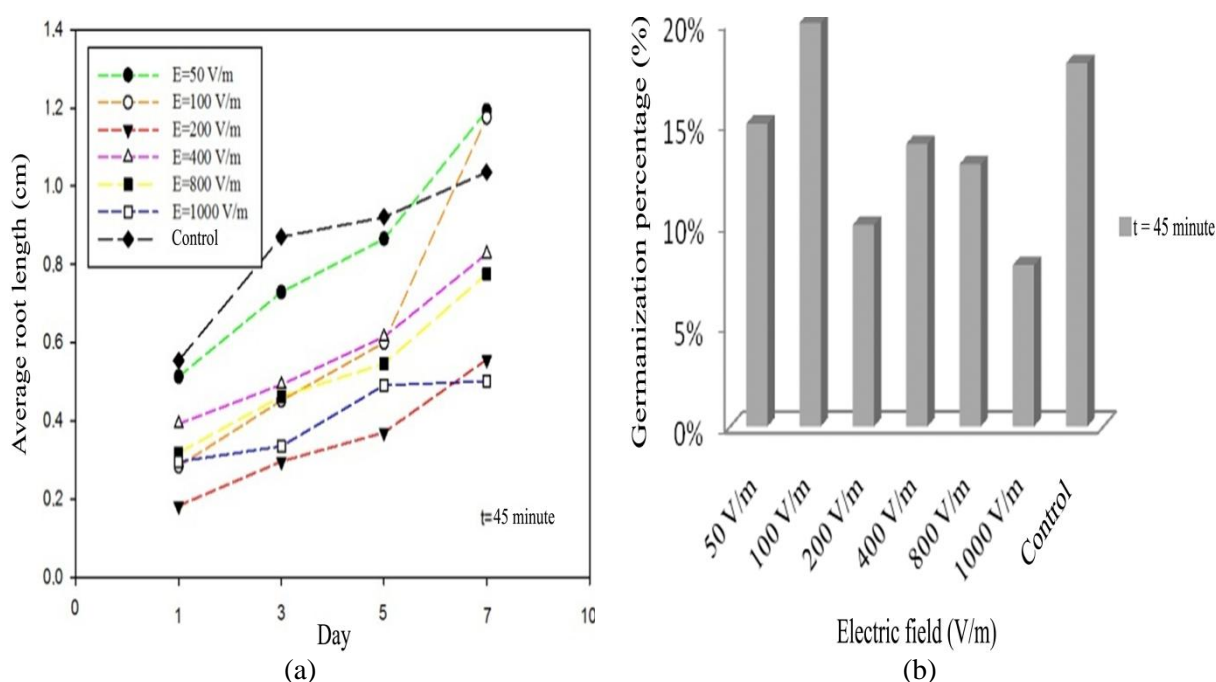 1.4
1.2
1.0
0.8
0.6
0.4
0.2
0.0
Average root length (cm)
E=50 V/m
E=100 V/m
E=200 V/m
E=400 V/m
E=800 V/m
E=1000 V/m
Control
t=45 minute
0 1 3 5 7 10
Day
(a)
20%
15%
10%
5%
0%
Germanization percentage (%)
t = 45 minute
50 V/m
100 V/m
200 V/m
400 V/m
800 V/m
1000 V/m
Control
Electric field (V/m)
(b)